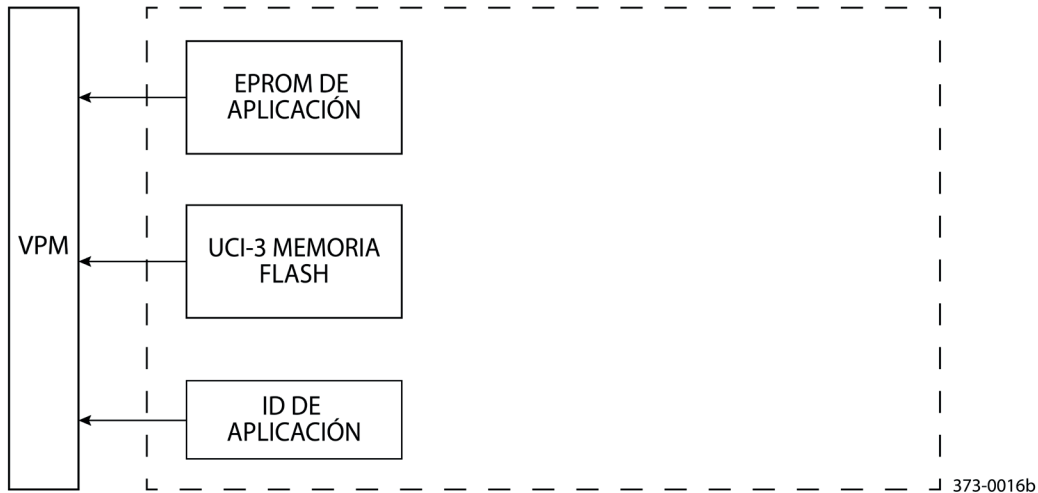 EPROM DE
APLICACIÓN
VPM
UCI-3 MEMORIA
FLASH
ID DE
APLICACIÓN
373-0016b